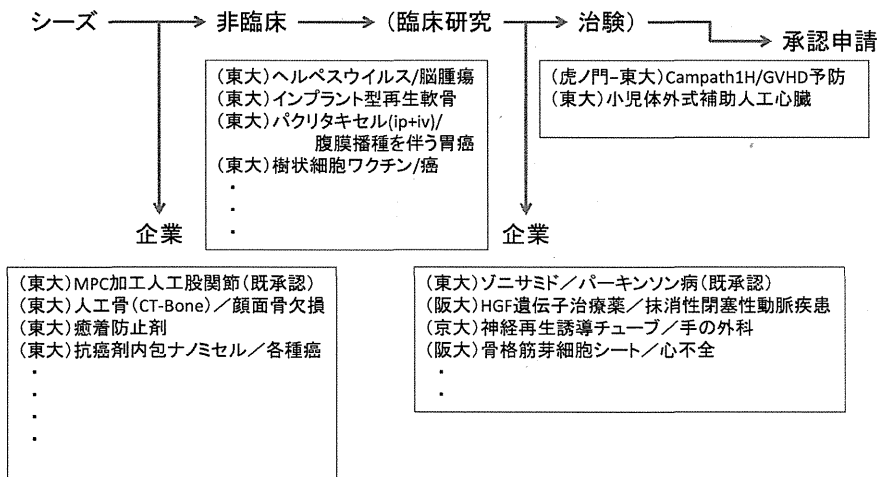 シーズ 非臨床 (臨床研究 治験) 承認申請
(東大)ヘルペスウイルス/脳腫瘍
(東大)インプラント型再生軟骨
(東大)パクリタキセル(ip+iv)/
腹膜播種を伴う胃癌
(東大)樹状細胞ワクチン/癌
・
・
・
(虎ノ門-東大)Campath1H/GVHD予防
(東大)小児体外式補助人工心臓
企業
企業
(東大)MPC加工人工股関節(既承認)
(東大)人工骨(CT-Bone)/顔面骨欠損
(東大)癒着防止剤
(東大)抗癌剤内包ナノミセル/各種癌
・
・
・
・
(東大)ゾニサミド/パーキンソン病(既承認)
(阪大)HGF遺伝子治療薬/抹消性閉塞性動脈疾患
(京大)神経再生誘導チューブ/手の外科
(阪大)骨格筋芽細胞シート/心不全
・
・